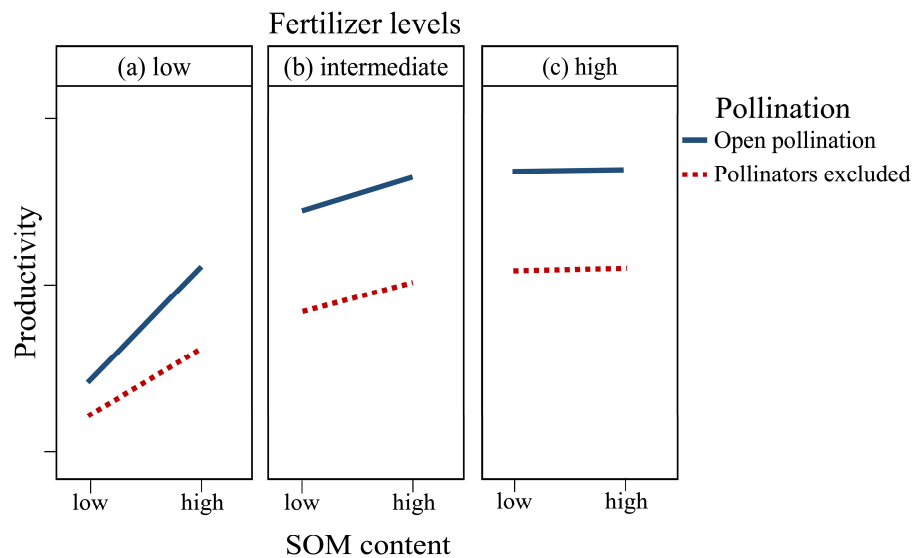 Fertilizer levels
(a) low
(b) intermediate
(c) high
Pollination
Open pollination
Pollinators excluded
Productivity
low
high
low
high
low
high
SOM content